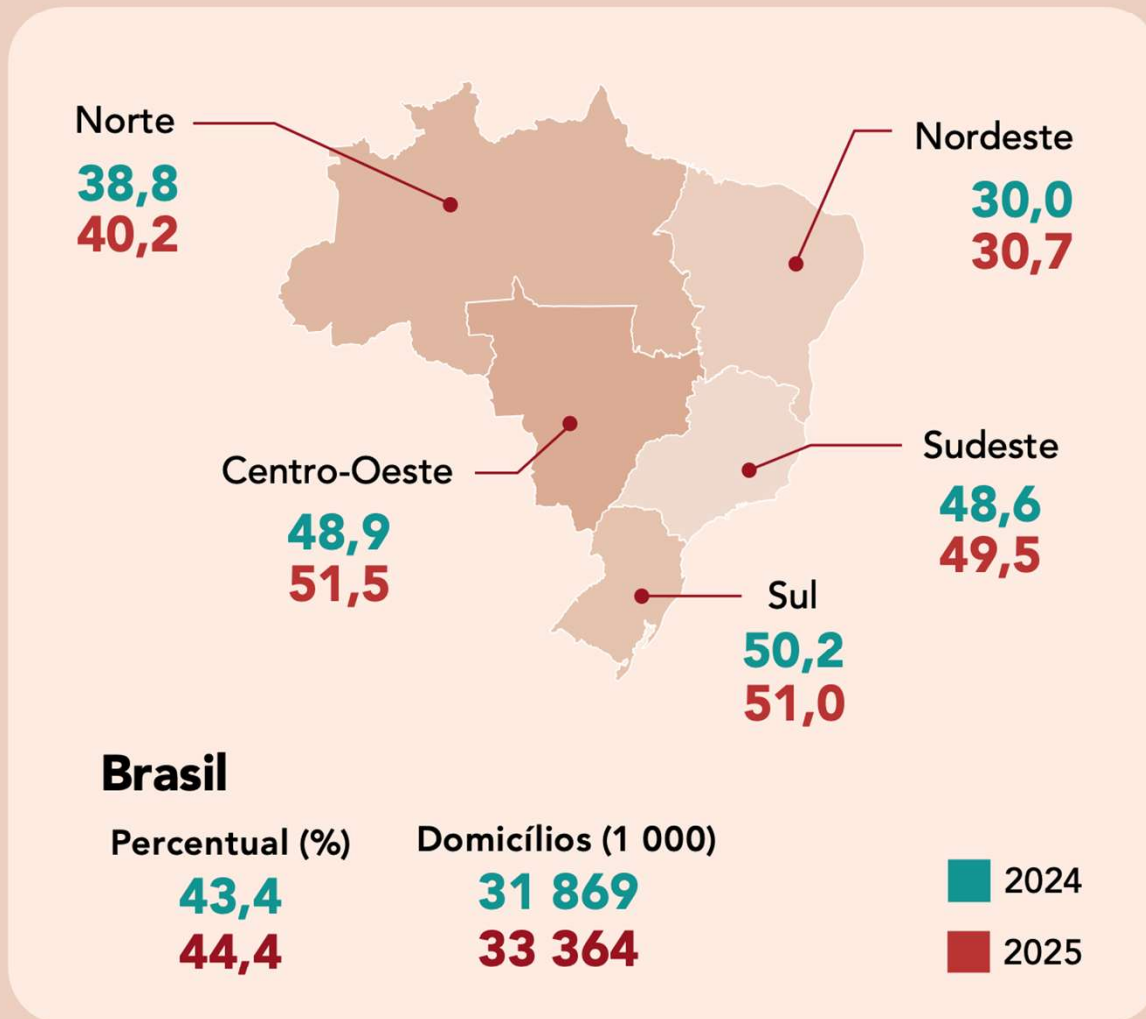 Norte
38,8
40,2
Nordeste
30,0
30,7
Centro-Oeste
48,9
51,5
Sudeste
48,6
49,5
Sul
50,2
51,0
Brasil
Percentual (%)
43,4
44,4
Domicílios (1 000)
31 869
33 364
2024
2025